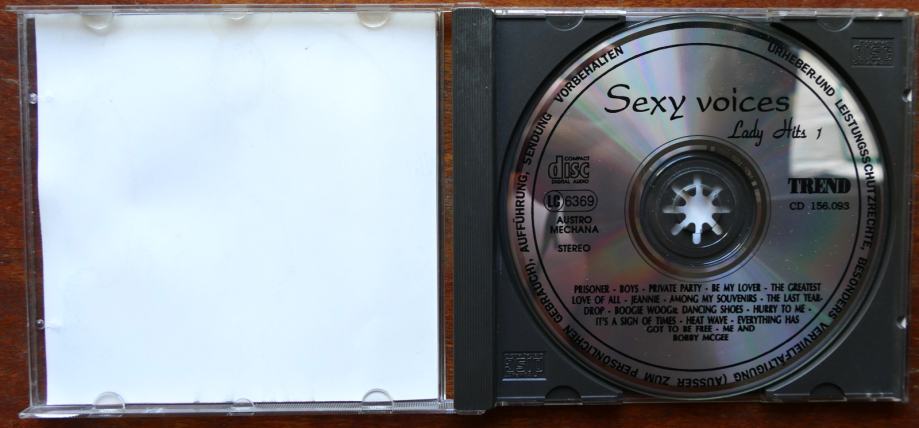 Sexy voices
Lady Hits 1
COMPACT
disc
DIGITAL AUDIO
TREND
CD 156.093
LC 6369
AUSTRO
MECHANA
STEREO
PRISONER - BOYS - PRIVATE PARTY - BE MY LOVER - THE GREATEST
LOVE OF ALL - JEANNIE - AMONG MY SOUVENIRS - THE LAST TEAR-
DROP - BOOGIE WOOGIE DANCING SHOES - HURRY TO ME -
IT'S A SIGN OF TIMES - HEAT WAVE - EVERYTHING HAS
GOT TO BE FREE - ME AND
BOBBY MCGEE
URHEBER-UND LEISTUNGSSCHUTZRECHTE, BESONDERS VERVIELFÄLTIGUNG (AUSSER ZUM PERSÖNLICHEN GEBRAUCH), AUFFÜHRUNG, SENDUNG VORBEHALTEN